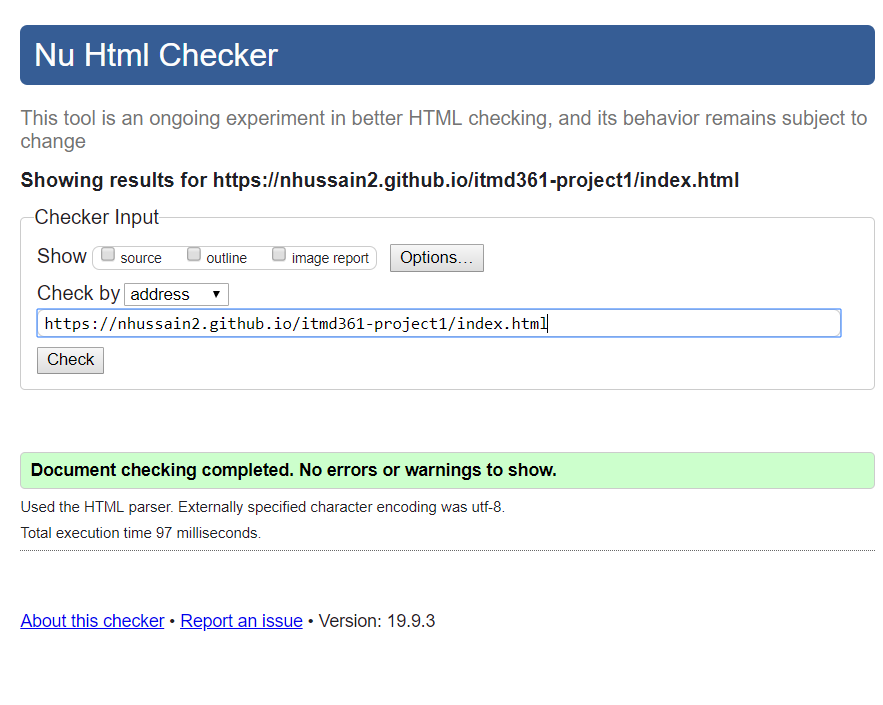 Nu Html Checker
This tool is an ongoing experiment in better HTML checking, and its behavior remains subject to
change
Showing results for https://nhussain2.github.io/itmd361-project1/index.html
Checker Input
Show source outline image report Options...
Check by address
https://nhussain2.github.io/itmd361-project1/index.html
Check
Document checking completed. No errors or warnings to show.
Used the HTML parser. Externally specified character encoding was utf-8.
Total execution time 97 milliseconds.
About this checker • Report an issue • Version: 19.9.3